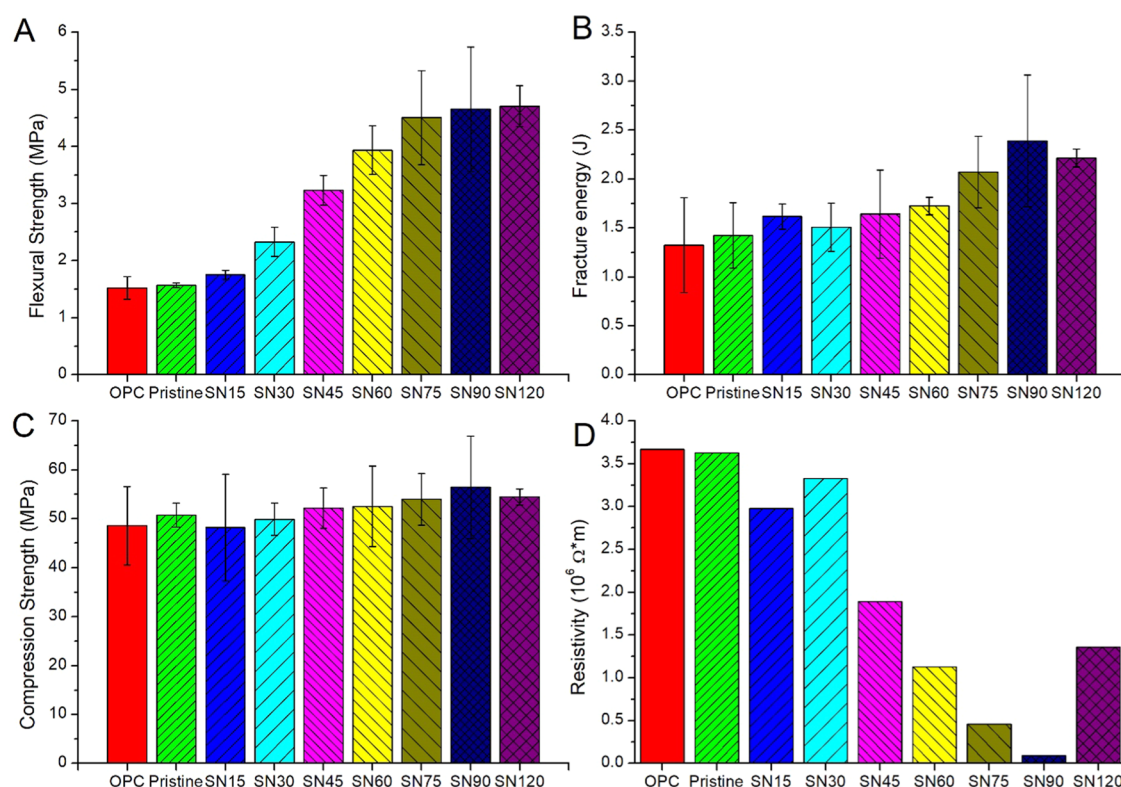 A
Flexural Strength (MPa)
6
5
4
3
2
1
0
OPC Pristine SN15 SN30 SN45 SN60 SN75 SN90 SN120
B
Fracture energy (J)
3.5
3.0
2.5
2.0
1.5
1.0
0.5
0.0
OPC Pristine SN15 SN30 SN45 SN60 SN75 SN90 SN120
C
Compression Strength (MPa)
70
60
50
40
30
20
10
0
OPC Pristine SN15 SN30 SN45 SN60 SN75 SN90 SN120
D
Resistivity (10⁶ Ω*m)
4.0
3.5
3.0
2.5
2.0
1.5
1.0
0.5
0.0
OPC Pristine SN15 SN30 SN45 SN60 SN75 SN90 SN120